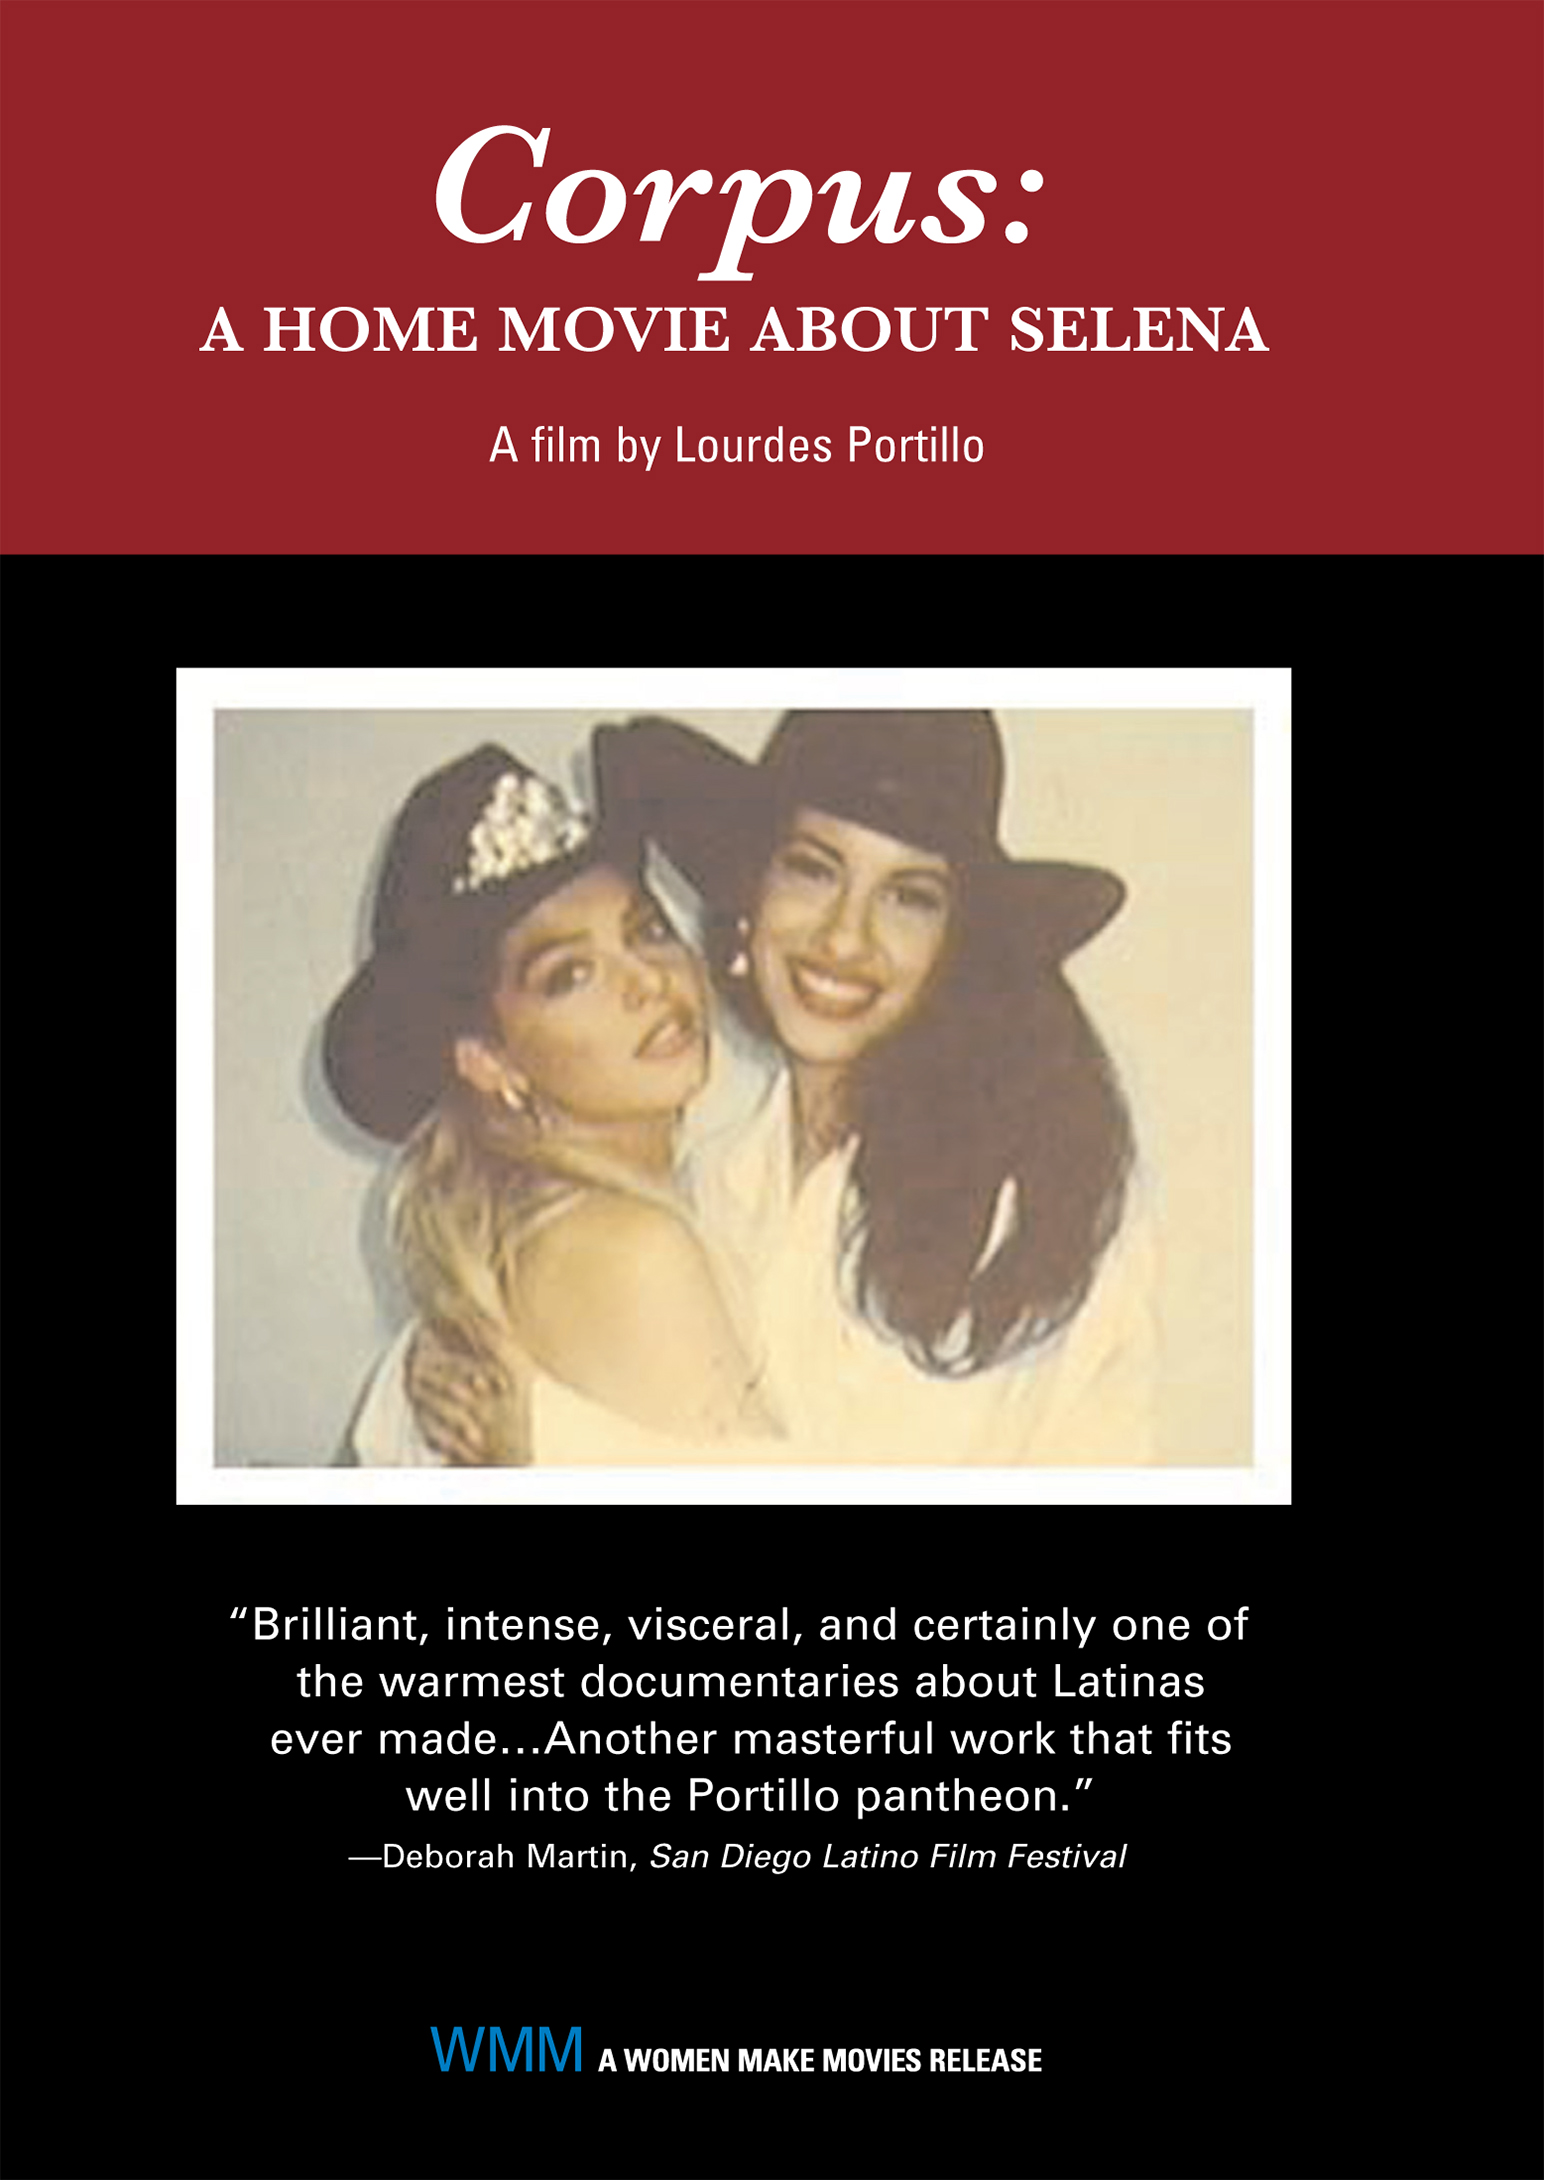 Corpus:
A HOME MOVIE ABOUT SELENA
A film by Lourdes Portillo
“Brilliant, intense, visceral, and certainly one of
the warmest documentaries about Latinas
ever made…Another masterful work that fits
well into the Portillo pantheon.”
—Deborah Martin, San Diego Latino Film Festival
WMM A WOMEN MAKE MOVIES RELEASE